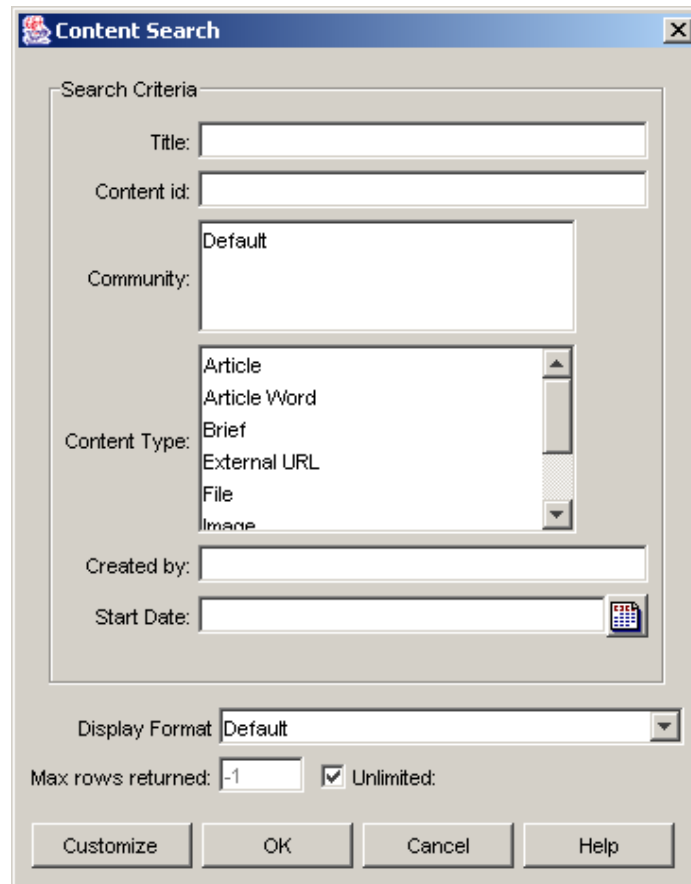 Content Search
Search Criteria
Title:
Content id:
Community:
Default
Content Type:
Article
Article Word
Brief
External URL
File
Image
Created by:
Start Date:
Display Format Default
Max rows returned: -1 Unlimited:
Customize OK Cancel Help